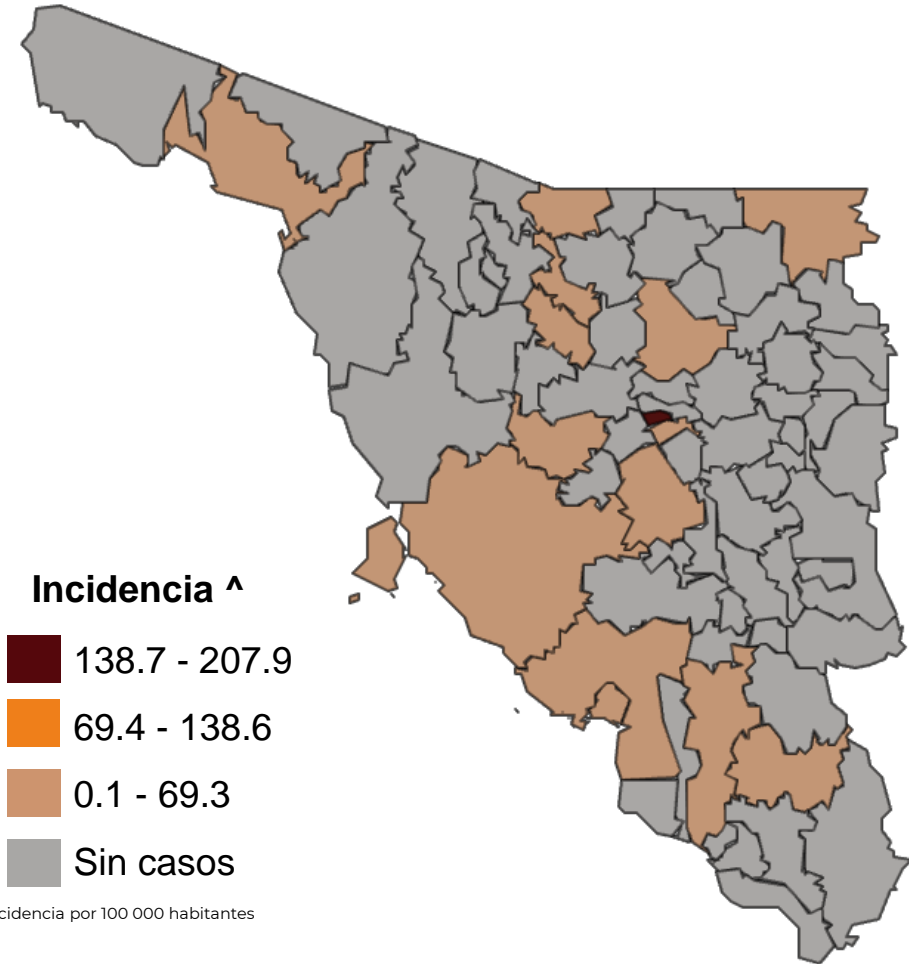 Incidencia ^
138.7 - 207.9
69.4 - 138.6
0.1 - 69.3
Sin casos
cidencia por 100 000 habitantes